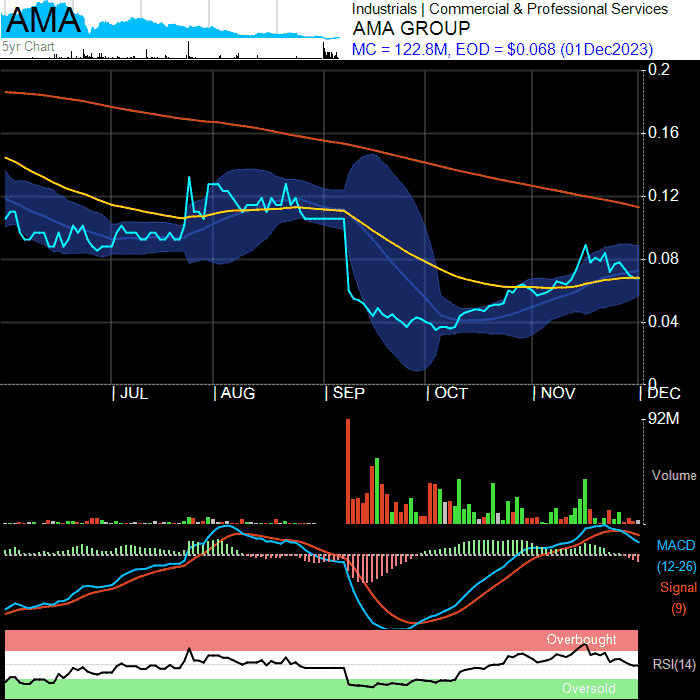 AMA
5yr Chart
Industrials | Commercial & Professional Services
AMA GROUP
MC = 122.8M, EOD = $0.068 (01Dec2023)
0.2
0.16
0.12
0.08
0.04
0
JUL AUG SEP OCT NOV DEC
92M
Volume
MACD
(12-26)
Signal
(9)
Overbought
RSI(14)
Oversold